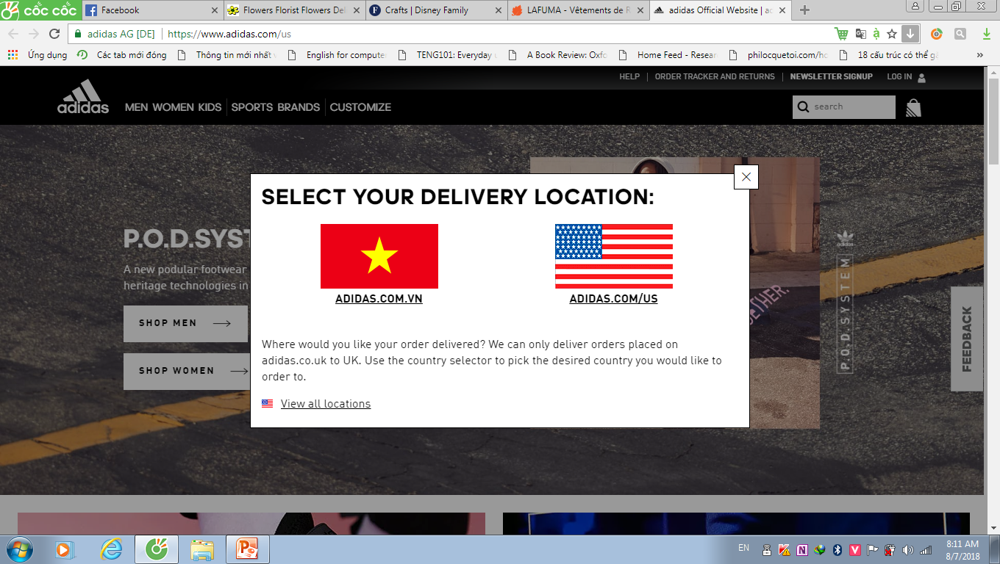 cốc cốc
Facebook
Flowers Florist Flowers Del
Crafts | Disney Family
LAFUMA - Vêtements de R
adidas Official Website | ad
adidas AG [DE]
https://www.adidas.com/us
Ứng dụng
Các tab mới đóng
Thông tin mới nhất
English for compute
TENG101: Everyday
A Book Review: Oxfo
Home Feed - Resear
philocquetoi.com/ho
18 cấu trúc có thể g
»
HELP
ORDER TRACKER AND RETURNS
NEWSLETTER SIGNUP
LOG IN
adidas
MEN WOMEN KIDS
SPORTS BRANDS
CUSTOMIZE
search
SELECT YOUR DELIVERY LOCATION:
ADIDAS.COM.VN
ADIDAS.COM/US
Where would you like your order delivered? We can only deliver orders placed on
adidas.co.uk to UK. Use the country selector to pick the desired country you would like to
order to.
View all locations
P.O.D.SYST
A new podular footwear
heritage technologies in
SHOP MEN
SHOP WOMEN
ETHER.
adidas
P.O.D.SYSTEM
FEEDBACK
EN
8:11 AM
8/7/2018